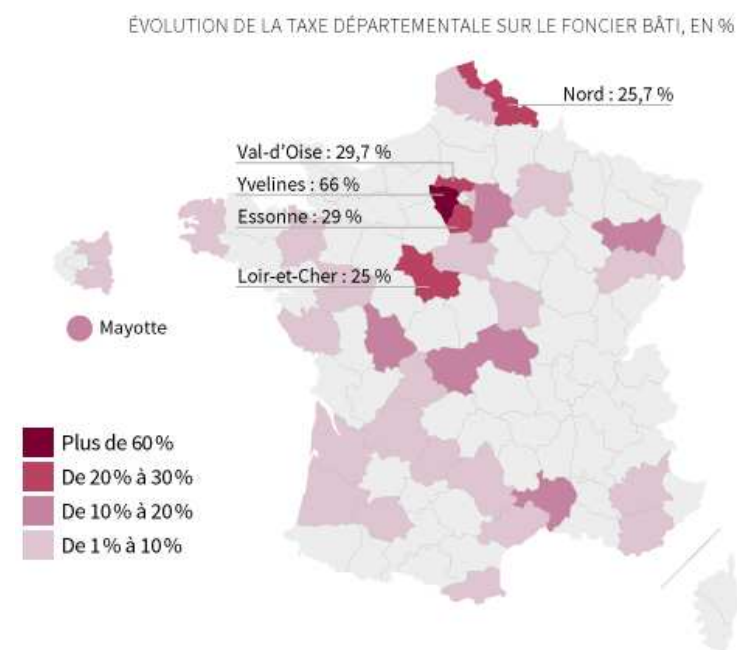 ÉVOLUTION DE LA TAXE DÉPARTEMENTALE SUR LE FONCIER BÂTI, EN %
Nord : 25,7 %
Val-d'Oise : 29,7 %
Yvelines : 66 %
Essonne : 29 %
Loir-et-Cher : 25 %
Mayotte
Plus de 60 %
De 20 % à 30 %
De 10 % à 20 %
De 1 % à 10 %